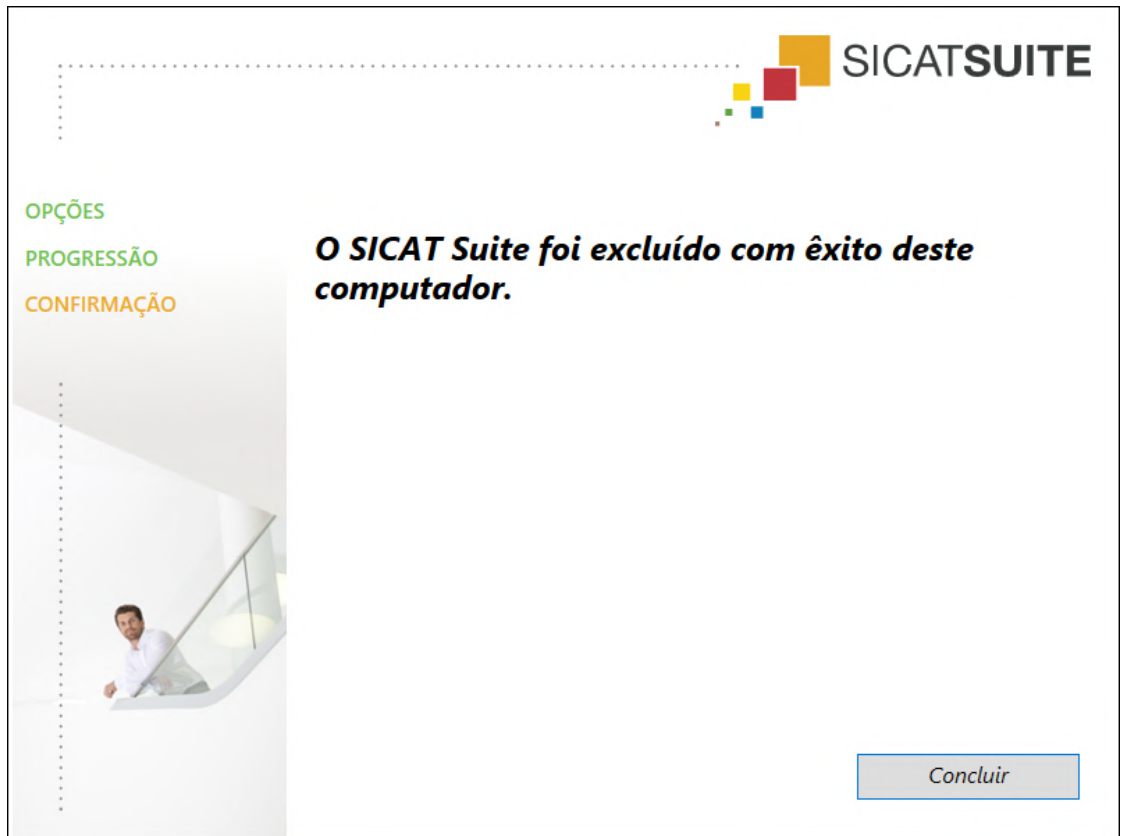 SICATSUITE
OPÇÕES
PROGRESSÃO
CONFIRMAÇÃO
O SICAT Suite foi excluído com êxito deste
computador.
Concluir